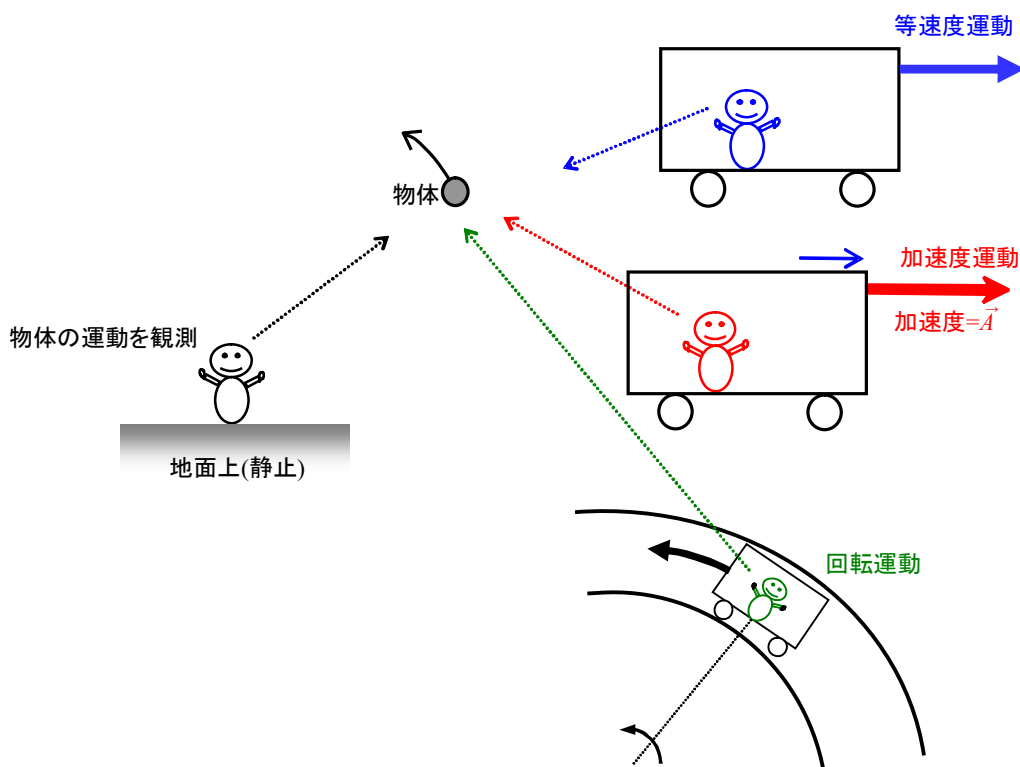 等速度運動
物体
加速度運動
加速度=A⃗
物体の運動を観測
地面上(静止)
回転運動